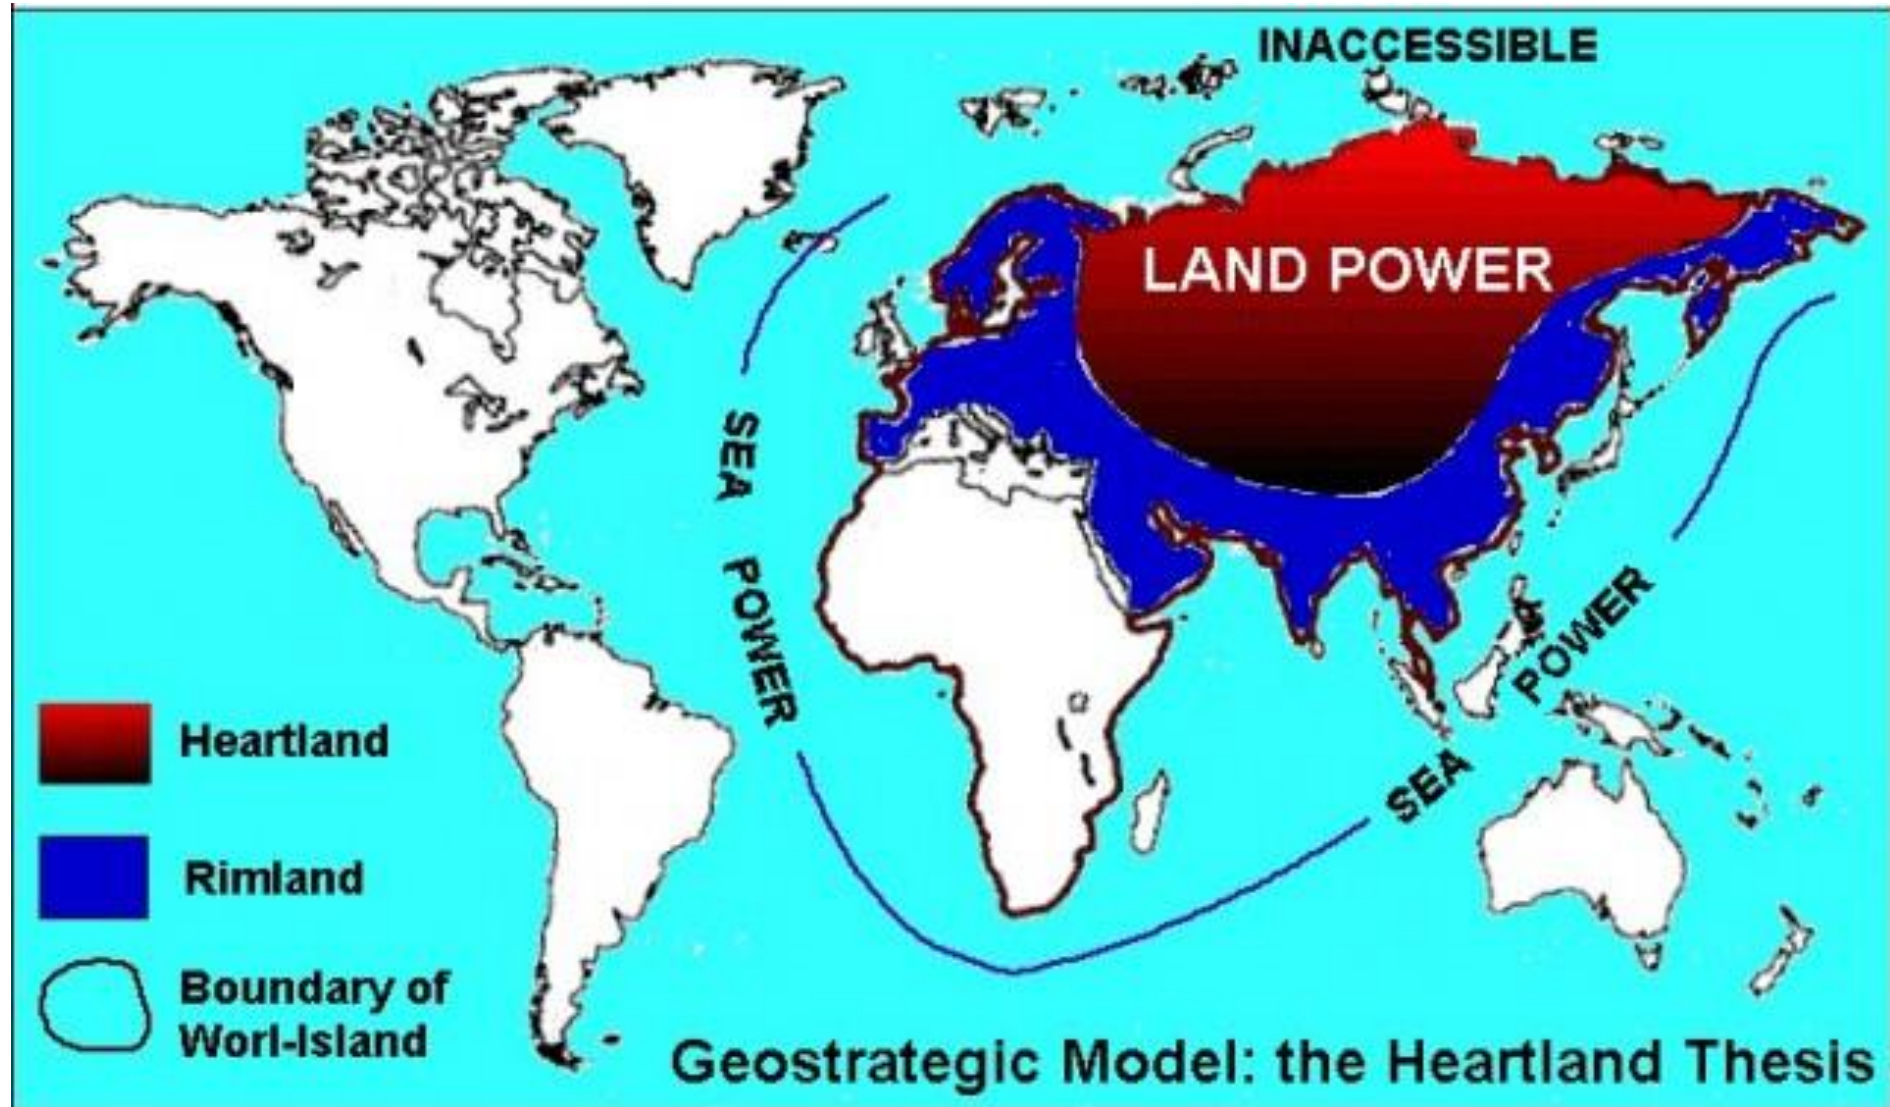 INACCESSIBLE
LAND POWER
SEA POWER
SEA POWER
Heartland
Rimland
Boundary of
Worl-Island
Geostrategic Model: the Heartland Thesis